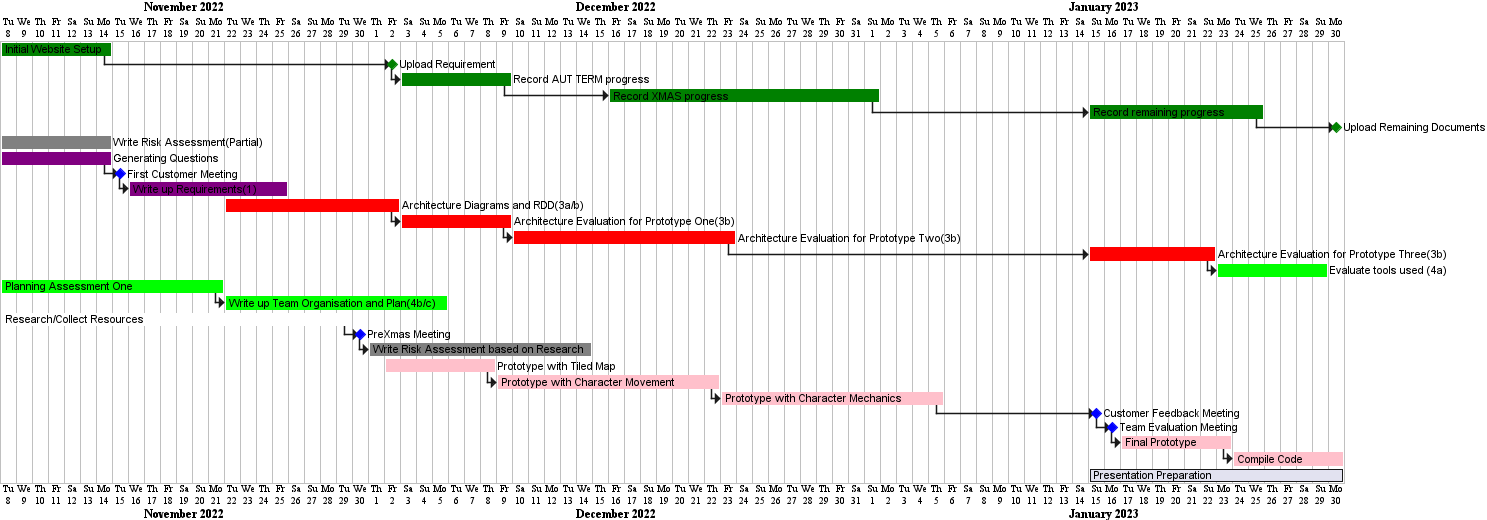 November 2022 December 2022 January 2023
Tu We Th Fr Sa Su Mo Tu We Th Fr Sa Su Mo Tu We Th Fr Sa Su Mo Tu We Th Fr Sa Su Mo Tu We Th Fr Sa Su Mo Tu We Th Fr Sa Su Mo Tu We Th Fr Sa Su Mo Tu We Th Fr Sa Su Mo Tu We Th Fr Sa Su Mo Tu We Th Fr Sa Su Mo Tu We Th Fr Sa Su Mo Tu We Th Fr Sa Su Mo
8 9 10 11 12 13 14 15 16 17 18 19 20 21 22 23 24 25 26 27 28 29 30 1 2 3 4 5 6 7 8 9 10 11 12 13 14 15 16 17 18 19 20 21 22 23 24 25 26 27 28 29 30 31 1 2 3 4 5 6 7 8 9 10 11 12 13 14 15 16 17 18 19 20 21 22 23 24 25 26 27 28 29 30
Initial Website Setup
Upload Requirement
Record AUT TERM progress
Record XMAS progress
Record remaining progress
Upload Remaining Documents
Write Risk Assessment(Partial)
Generating Questions
First Customer Meeting
Write up Requirements(1)
Architecture Diagrams and RDD(3a/b)
Architecture Evaluation for Prototype One(3b)
Architecture Evaluation for Prototype Two(3b)
Architecture Evaluation for Prototype Three(3b)
Evaluate tools used (4a)
Planning Assessment One
Write up Team Organisation and Plan(4b/c)
Research/Collect Resources
PreXmas Meeting
Write Risk Assessment based on Research
Prototype with Tiled Map
Prototype with Character Movement
Prototype with Character Mechanics
Customer Feedback Meeting
Team Evaluation Meeting
Final Prototype
Compile Code
Presentation Preparation
Tu We Th Fr Sa Su Mo Tu We Th Fr Sa Su Mo Tu We Th Fr Sa Su Mo Tu We Th Fr Sa Su Mo Tu We Th Fr Sa Su Mo Tu We Th Fr Sa Su Mo Tu We Th Fr Sa Su Mo Tu We Th Fr Sa Su Mo Tu We Th Fr Sa Su Mo Tu We Th Fr Sa Su Mo Tu We Th Fr Sa Su Mo Tu We Th Fr Sa Su Mo
8 9 10 11 12 13 14 15 16 17 18 19 20 21 22 23 24 25 26 27 28 29 30 1 2 3 4 5 6 7 8 9 10 11 12 13 14 15 16 17 18 19 20 21 22 23 24 25 26 27 28 29 30 31 1 2 3 4 5 6 7 8 9 10 11 12 13 14 15 16 17 18 19 20 21 22 23 24 25 26 27 28 29 30
November 2022 December 2022 January 2023